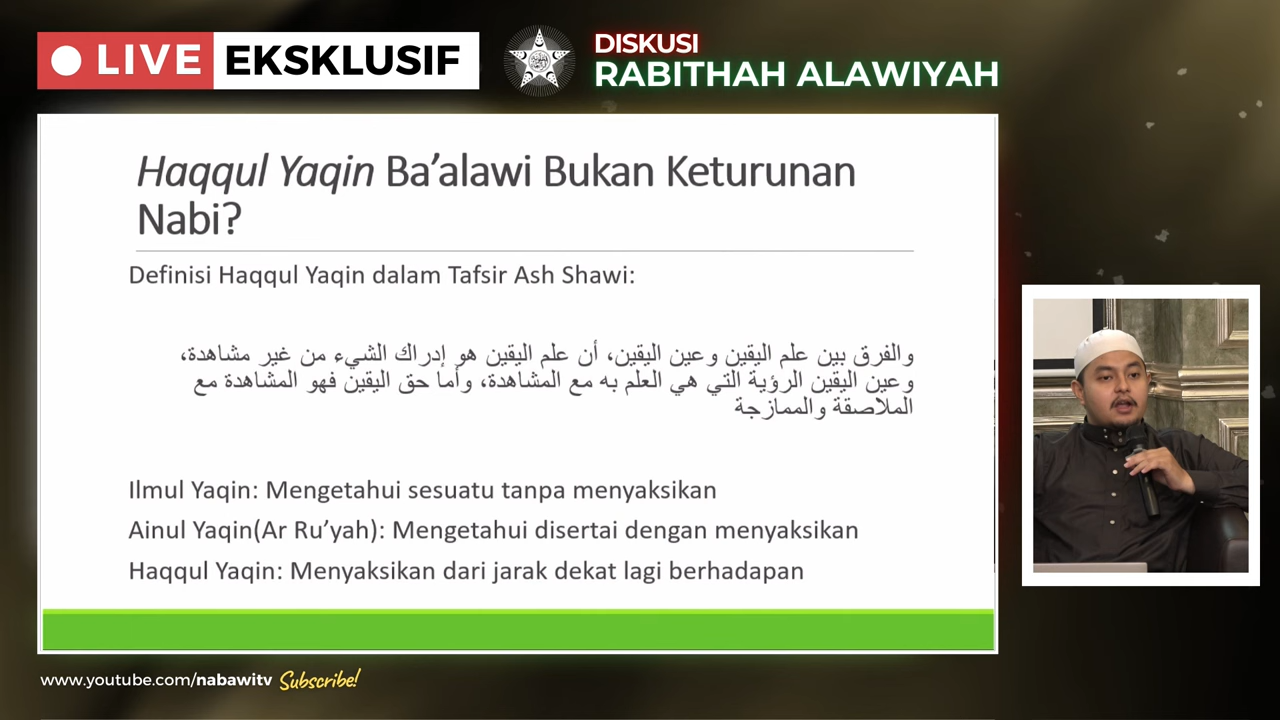 LIVE EKSKLUSIF
DISKUSI
RABITHAH ALAWIYAH
Haqqul Yaqin Ba’alawi Bukan Keturunan
Nabi?
Definisi Haqqul Yaqin dalam Tafsir Ash Shawi:
والفرق بين علم اليقين وعين اليقين، أن علم اليقين هو إدراك الشيء من غير مشاهدة،
وعين اليقين الرؤية التي هي العلم به مع المشاهدة، وأما حق اليقين فهو المشاهدة مع
الملاصقة والممازجة
Ilmul Yaqin: Mengetahui sesuatu tanpa menyaksikan
Ainul Yaqin(Ar Ru’yah): Mengetahui disertai dengan menyaksikan
Haqqul Yaqin: Menyaksikan dari jarak dekat lagi berhadapan
www.youtube.com/nabawitv Subscribe!